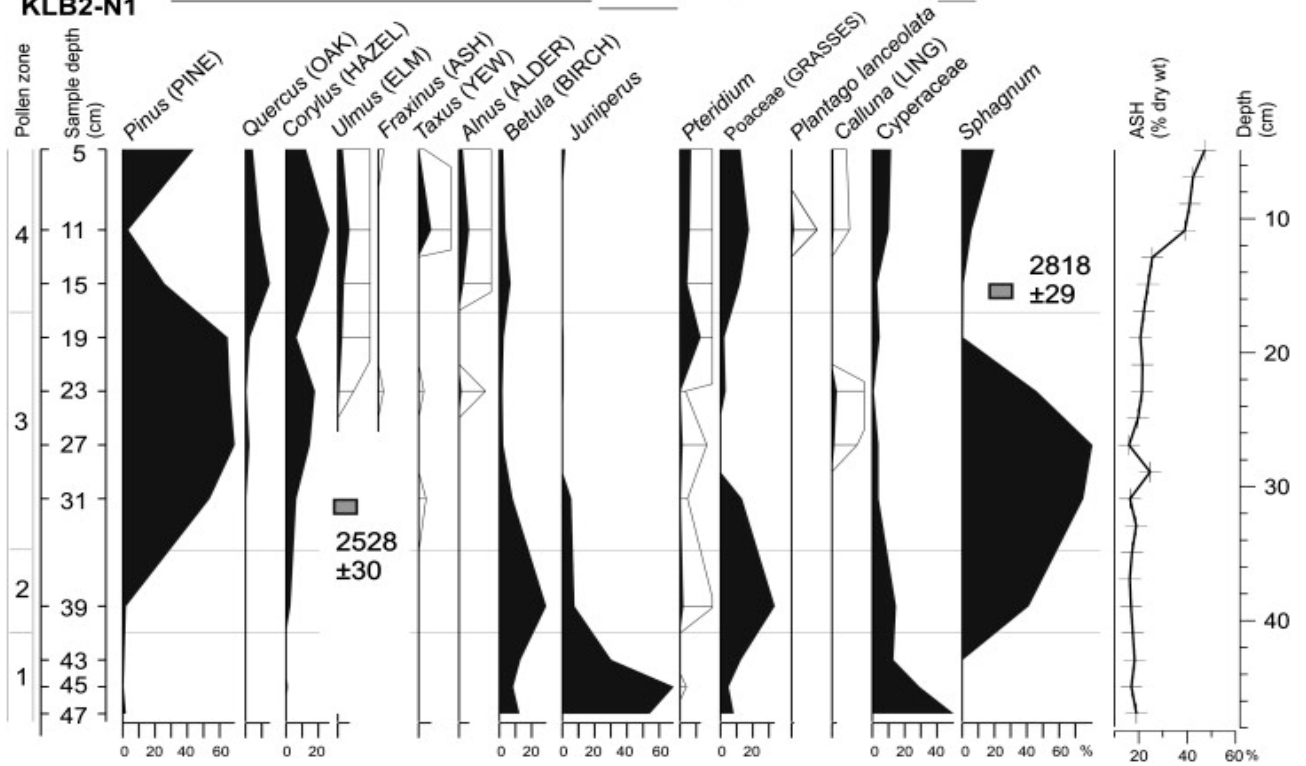 KLB2-N1
Pollen zone
Sample depth
(cm)
Pinus (PINE)
Quercus (OAK)
Corylus (HAZEL)
Ulmus (ELM)
Fraxinus (ASH)
Taxus (YEW)
Alnus (ALDER)
Betula (BIRCH)
Juniperus
Pteridium
Poaceae (GRASSES)
Plantago lanceolata
Calluna (LING)
Cyperaceae
Sphagnum
ASH
(% dry wt)
Depth
(cm)
5
11
15
19
23
27
31
39
43
45
47
4
3
2
1
2818
±29
2528
±30
10
20
30
40
0 20 40 60
0
0 20
0 20
0 20 40 60
0
0 20
0 20 40
0 20 40 60 %
20 40 60 %